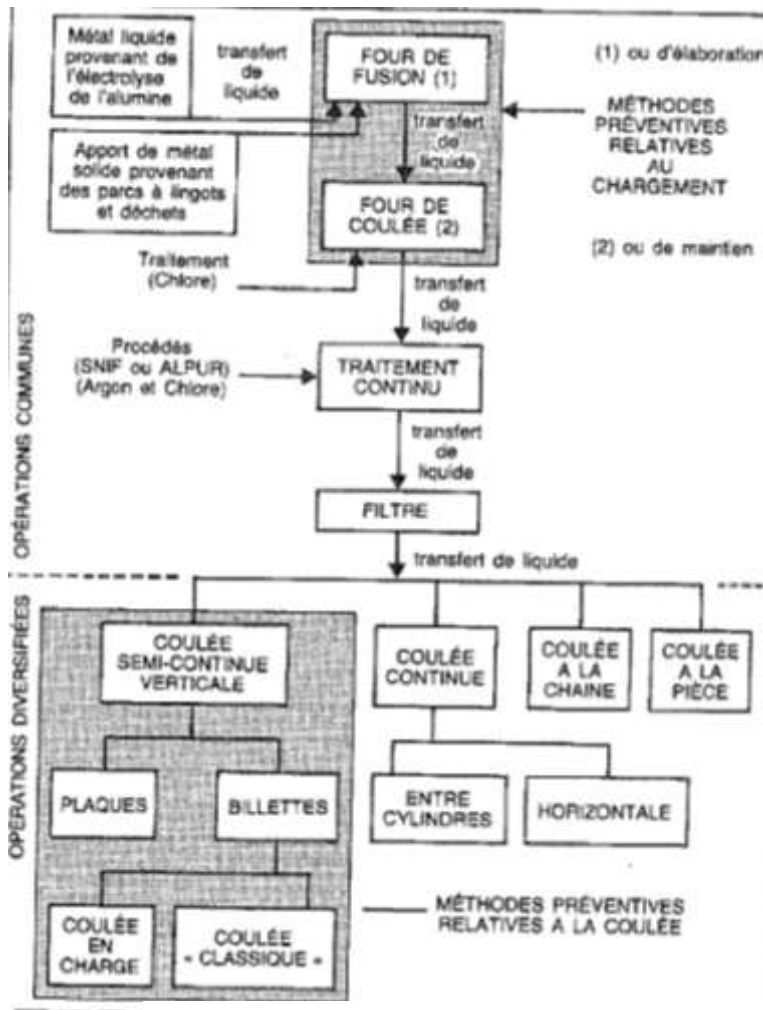 Métal liquide
provenant de
l'électrolyse
de l'alumine
transfert
de
liquide
FOUR DE
FUSION (1)
(1) ou d'élaboration
Apport de métal
solide provenant
des parcs à lingots
et déchets
transfert
de
liquide
MÉTHODES
PRÉVENTIVES
RELATIVES
AU
CHARGEMENT
FOUR DE
COULÉE (2)
(2) ou de maintien
Traitement
(Chlore)
transfert
de
liquide
Procédés
(SNIF ou ALPUR)
(Argon et Chlore)
TRAITEMENT
CONTINU
transfert
de
liquide
FILTRE
transfert de liquide
OPÉRATIONS COMMUNES
OPÉRATIONS DIVERSIFIÉES
COULÉE
SEMI-CONTINUE
VERTICALE
COULÉE
CONTINUE
COULÉE
A LA
CHAINE
COULÉE
A LA
PIÈCE
PLAQUES
BILLETTES
ENTRE
CYLINDRES
HORIZONTALE
COULÉE
EN
CHARGE
COULÉE
« CLASSIQUE »
MÉTHODES PRÉVENTIVES
RELATIVES A LA COULÉE